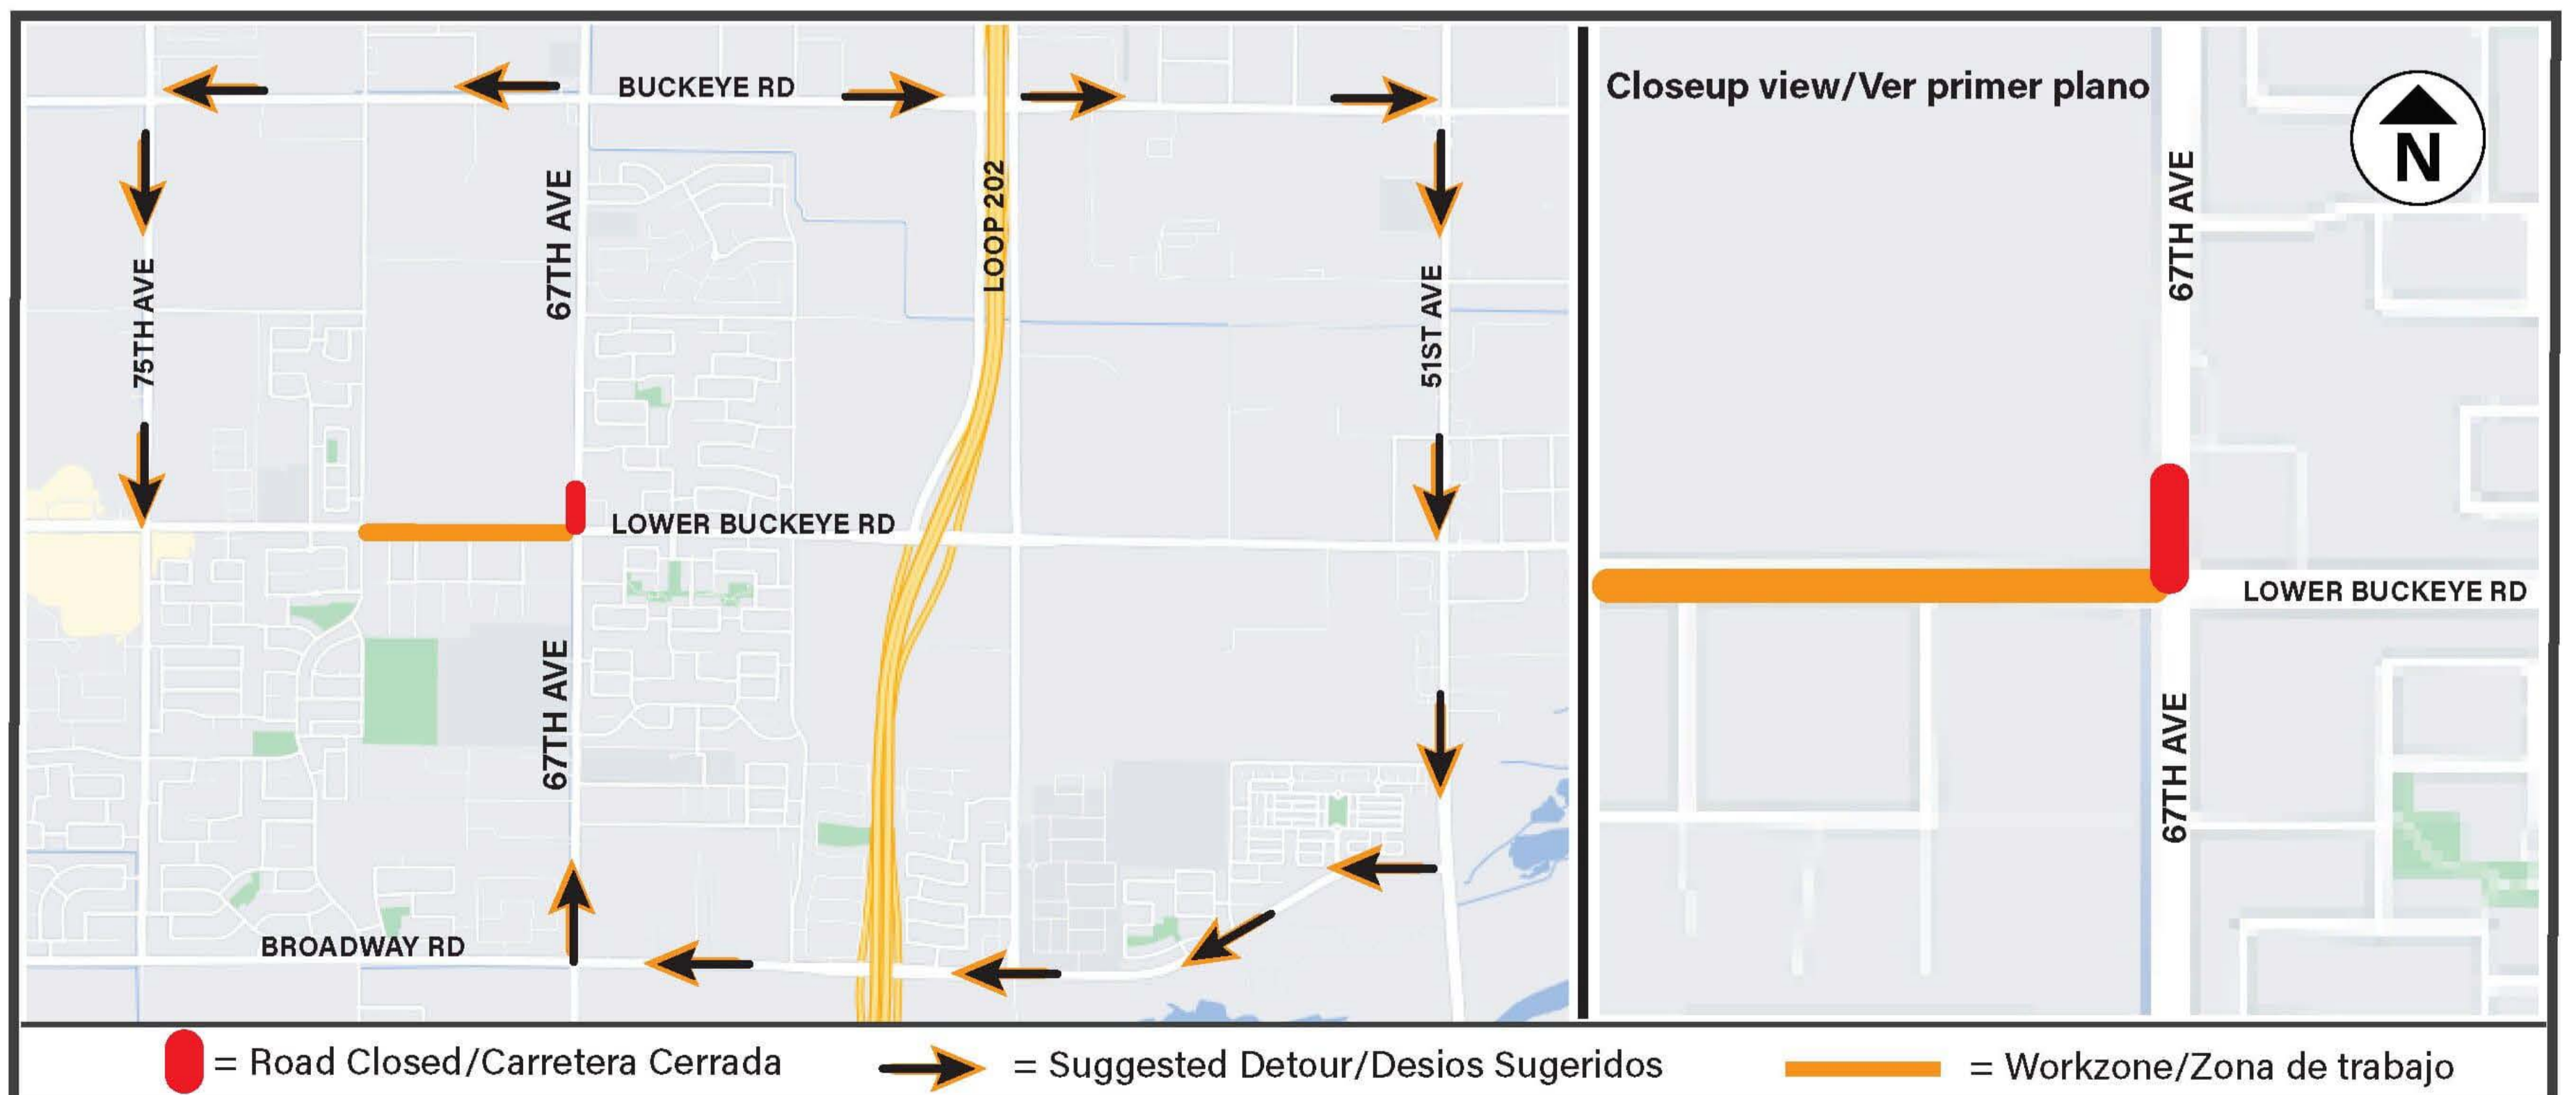 BUCKEYE RD
67TH AVE
LOOP 202
75TH AVE
51ST AVE
LOWER BUCKEYE RD
67TH AVE
BROADWAY RD
Closeup view/Ver primer plano
N
67TH AVE
LOWER BUCKEYE RD
67TH AVE
= Road Closed/Carretera Cerrada
= Suggested Detour/Desios Sugeridos
= Workzone/Zona de trabajo